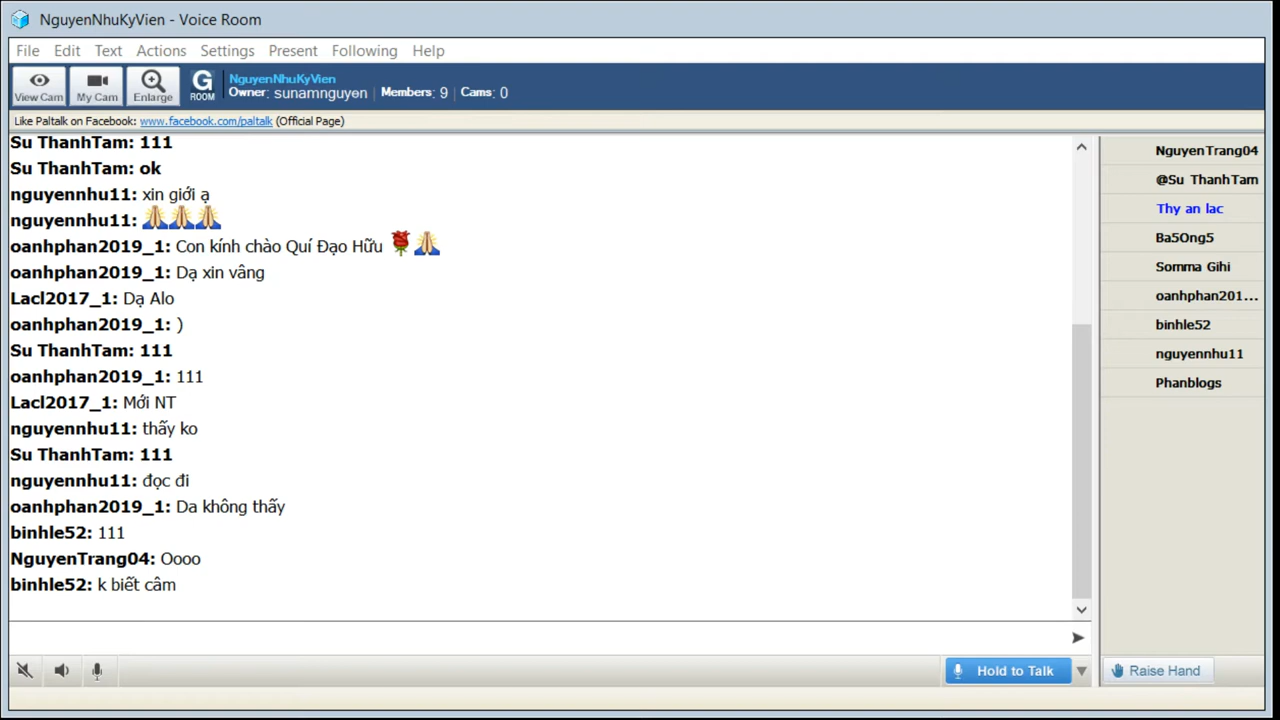 NguyenNhuKyVien - Voice Room
File Edit Text Actions Settings Present Following Help
View Cam My Cam Enlarge G ROOM
NguyenNhuKyVien
Owner: sunamnguyen | Members: 9 | Cams: 0
Like Paltalk on Facebook: www.facebook.com/paltalk (Official Page)
Su ThanhTam: 111
Su ThanhTam: ok
nguyennhu11: xin giới ạ
nguyennhu11: 🙏🙏🙏
oanhphan2019_1: Con kính chào Quí Đạo Hữu 🌹🙏
oanhphan2019_1: Dạ xin vâng
Lacl2017_1: Dạ Alo
oanhphan2019_1: )
Su ThanhTam: 111
oanhphan2019_1: 111
Lacl2017_1: Mới NT
nguyennhu11: thấy ko
Su ThanhTam: 111
nguyennhu11: đọc đi
oanhphan2019_1: Da không thấy
binhle52: 111
NguyenTrang04: Oooo
binhle52: k biết câm
NguyenTrang04
@Su ThanhTam
Thy an lac
Ba5Ong5
Somma Gihi
oanhphan201...
binhle52
nguyennhu11
Phanblogs
Hold to Talk
Raise Hand